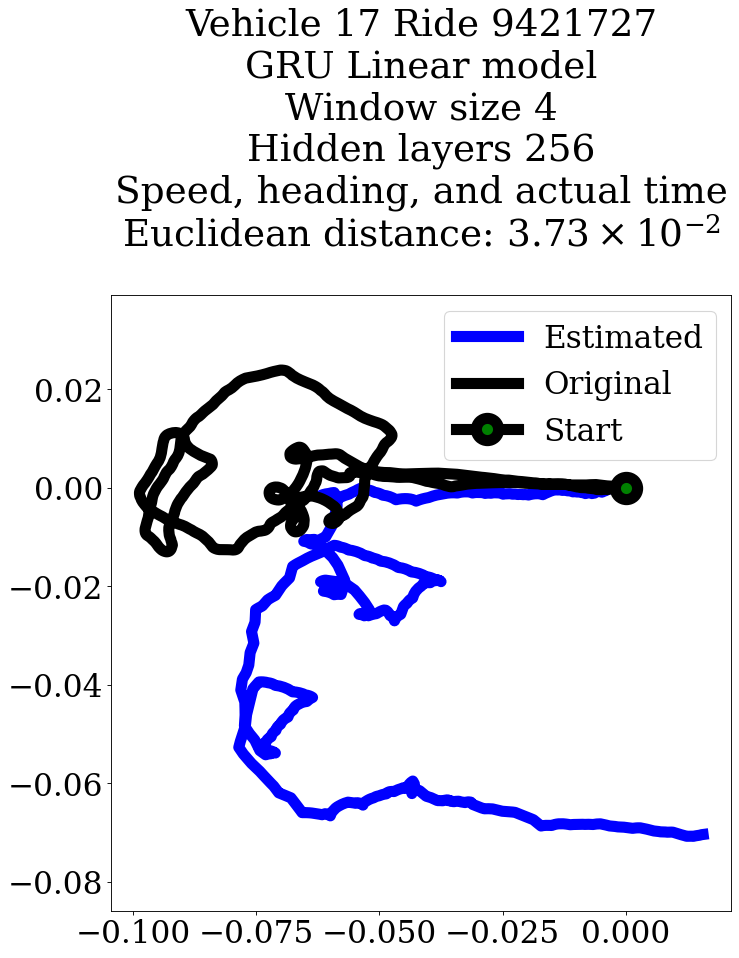 Vehicle 17 Ride 9421727
GRU Linear model
Window size 4
Hidden layers 256
Speed, heading, and actual time
Euclidean distance: 3.73 × 10⁻²
Estimated
Original
Start
0.02
0.00
−0.02
−0.04
−0.06
−0.08
−0.100 −0.075 −0.050 −0.025 0.000